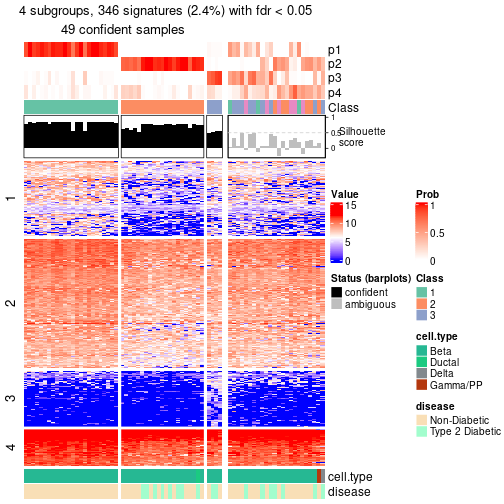 4 subgroups, 346 signatures (2.4%) with fdr < 0.05
49 confident samples
p1
p2
p3
p4
Class
1
0.5
0
Silhouette
score
1
2
3
4
cell.type
disease
Value
15
10
5
0
Prob
1
0.5
0
Status (barplots)
confident
ambiguous
Class
1
2
3
cell.type
Beta
Ductal
Delta
Gamma/PP
disease
Non-Diabetic
Type 2 Diabetic